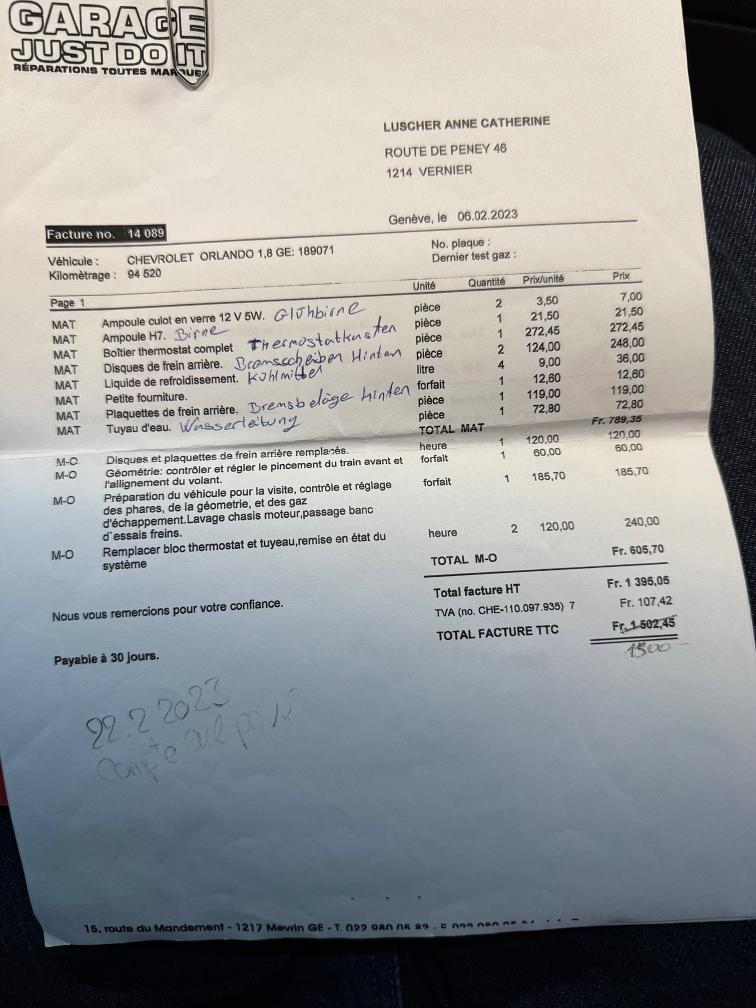 GARAGE
JUST DO IT
RÉPARATIONS TOUTES MARQUES
LUSCHER ANNE CATHERINE
ROUTE DE PENEY 46
1214 VERNIER
Genève, le 06.02.2023
Facture no. 14 089
Véhicule : CHEVROLET ORLANDO 1,8 GE: 189071 No. plaque :
Kilomètrage : 94 520 Dernier test gaz :
Page 1 Unité Quantité Prix/unité Prix
MAT Ampoule culot en verre 12 V 5W. Glühbirne pièce 2 3,50 7,00
MAT Ampoule H7. Birne pièce 1 21,50 21,50
MAT Boîtier thermostat complet Thermostatkasten pièce 1 272,45 272,45
MAT Disques de frein arrière. Bremsscheiben Hinten pièce 2 124,00 248,00
MAT Liquide de refroidissement. Kühlmittel litre 4 9,00 36,00
MAT Petite fourniture. forfait 1 12,60 12,60
MAT Plaquettes de frein arrière. Bremsbeläge hinten pièce 1 119,00 119,00
MAT Tuyau d'eau. Wasserleitung pièce 1 72,80 72,80
TOTAL MAT Fr. 789,35
M-O Disques et plaquettes de frein arrière remplacés. heure 1 120,00 120,00
M-O Géométrie: contrôler et régler le pincement du train avant et forfait 1 60,00 60,00
l'allignement du volant.
M-O Préparation du véhicule pour la visite, contrôle et réglage forfait 1 185,70 185,70
des phares, de la géometrie, et des gaz
d'échappement.Lavage chasis moteur,passage banc
d'essais freins.
M-O Remplacer bloc thermostat et tuyeau,remise en état du heure 2 120,00 240,00
système
TOTAL M-O Fr. 605,70
Total facture HT Fr. 1 395,05
Nous vous remercions pour votre confiance. TVA (no. CHE-110.097.935) 7 Fr. 107,42
TOTAL FACTURE TTC Fr. 1 502,45
1500
Payable à 30 jours.
22.2 2023
Compte
15, route du Mandement - 1217 Meyrin GE - T. 022 980 05 89 -